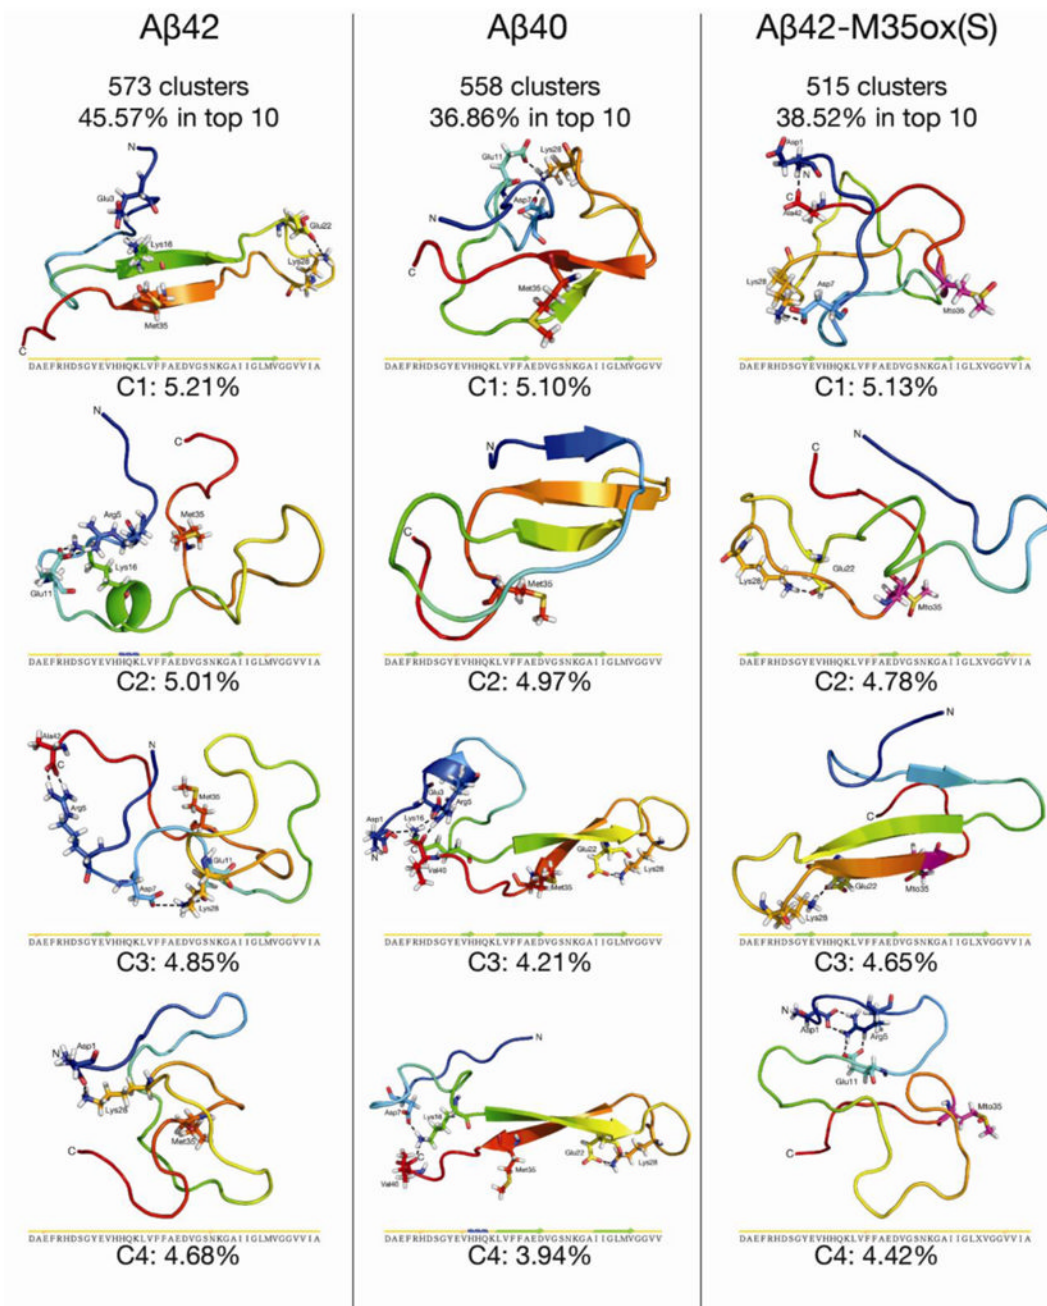 Aβ42
573 clusters
45.57% in top 10
N
Glu3
Lys16
Glu22
Lys28
Met35
C
DAEFRHDSGYEVHHQKLVFFAEDVGSNKGAIIGLMVGGVVIA
C1: 5.21%
N
C
Arg5
Met35
Lys16
Glu11
DAEFRHDSGYEVHHQKLVFFAEDVGSNKGAIIGLMVGGVVIA
C2: 5.01%
Ala42
C
N
Arg5
Met35
Glu11
Asp7
Lys28
DAEFRHDSGYEVHHQKLVFFAEDVGSNKGAIIGLMVGGVVIA
C3: 4.85%
N
Asp1
Lys28
Met35
C
DAEFRHDSGYEVHHQKLVFFAEDVGSNKGAIIGLMVGGVVIA
C4: 4.68%
Aβ40
558 clusters
36.86% in top 10
Glu11
Lys28
Asp7
N
C
Met35
DAEFRHDSGYEVHHQKLVFFAEDVGSNKGAIIGLMVGGVV
C1: 5.10%
N
C
Met35
DAEFRHDSGYEVHHQKLVFFAEDVGSNKGAIIGLMVGGVV
C2: 4.97%
Glu3
Arg5
Asp1
Lys16
N
C
Val40
Glu22
Met35
Lys28
DAEFRHDSGYEVHHQKLVFFAEDVGSNKGAIIGLMVGGVV
C3: 4.21%
N
Asp7
Lys16
C
Val40
Met35
Glu22
Lys28
DAEFRHDSGYEVHHQKLVFFAEDVGSNKGAIIGLMVGGVV
C4: 3.94%
Aβ42-M35ox(S)
515 clusters
38.52% in top 10
Asp1
N
C
Ala42
Lys28
Asp7
Mto35
DAEFRHDSGYEVHHQKLVFFAEDVGSNKGAIIGLXVGGVVIA
C1: 5.13%
N
C
Glu22
Lys28
Mto35
DAEFRHDSGYEVHHQKLVFFAEDVGSNKGAIIGLXVGGVVIA
C2: 4.78%
N
C
Glu22
Mto35
Lys28
DAEFRHDSGYEVHHQKLVFFAEDVGSNKGAIIGLXVGGVVIA
C3: 4.65%
N
Asp1
Arg5
Glu11
Mto35
C
DAEFRHDSGYEVHHQKLVFFAEDVGSNKGAIIGLXVGGVVIA
C4: 4.42%